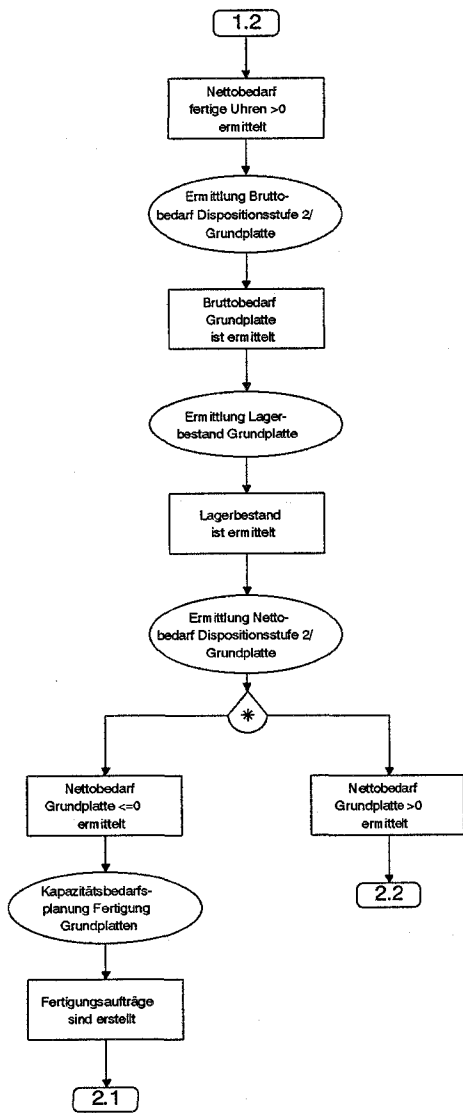 1.2
Nettobedarf
fertige Uhren >0
ermittelt
Ermittlung Brutto-
bedarf Dispositionsstufe 2/
Grundplatte
Bruttobedarf
Grundplatte
ist ermittelt
Ermittlung Lager-
bestand Grundplatte
Lagerbestand
ist ermittelt
Ermittlung Netto-
bedarf Dispositionsstufe 2/
Grundplatte
*
Nettobedarf
Grundplatte <=0
ermittelt
Nettobedarf
Grundplatte >0
ermittelt
Kapazitätsbedarfs-
planung Fertigung
Grundplatten
2.2
Fertigungsaufträge
sind erstellt
2.1